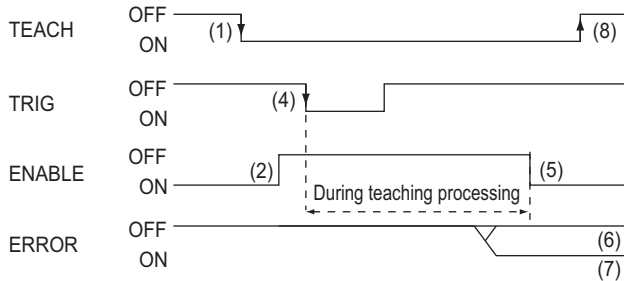 TEACH
OFF
ON
(1)
(8)
TRIG
OFF
ON
(4)
ENABLE
OFF
ON
(2)
(5)
During teaching processing
ERROR
OFF
ON
(6)
(7)